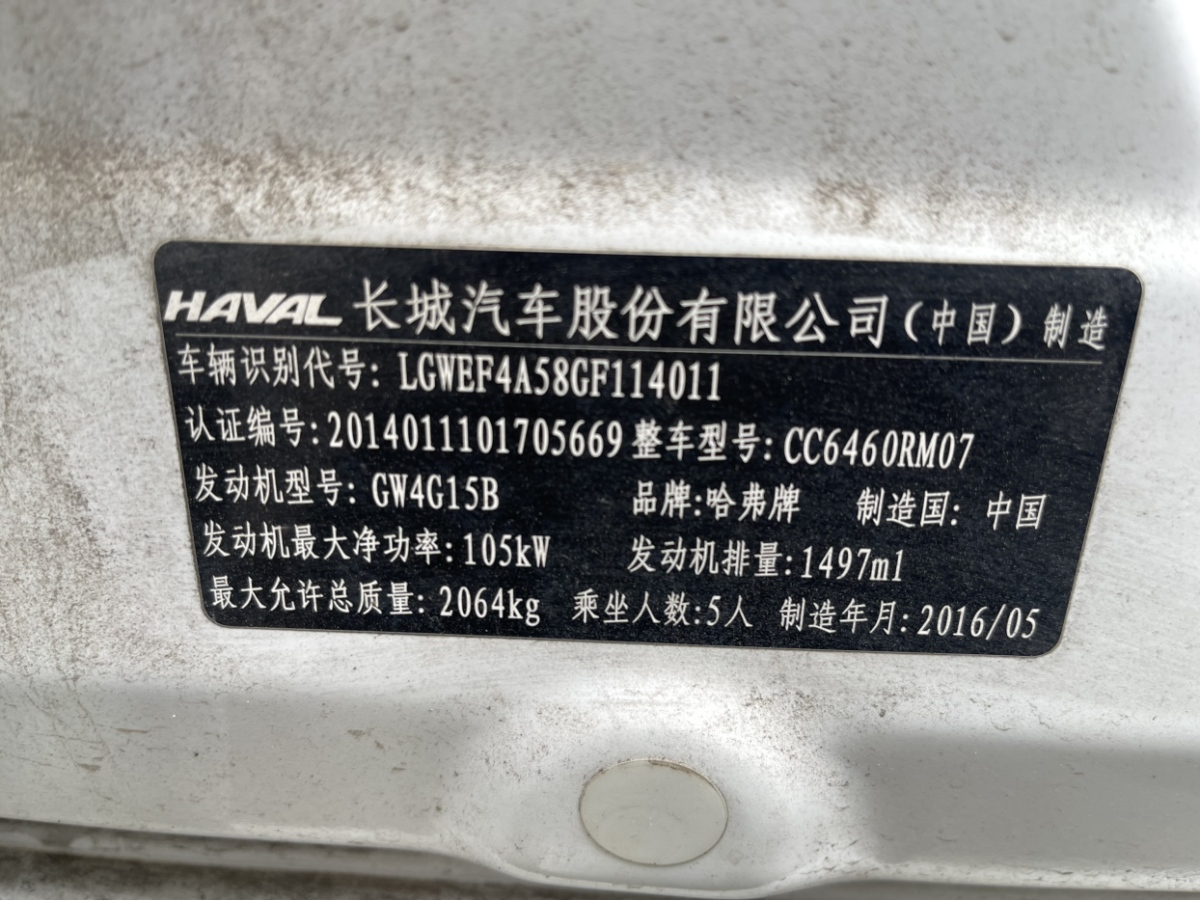 HAVAL 长城汽车股份有限公司（中国）制造
车辆识别代号：LGWEF4A58GF114011
认证编号：2014011101705669 整车型号：CC6460RM07
发动机型号：GW4G15B 品牌：哈弗牌 制造国：中国
发动机最大净功率：105kW 发动机排量：1497ml
最大允许总质量：2064kg 乘坐人数：5人 制造年月：2016/05